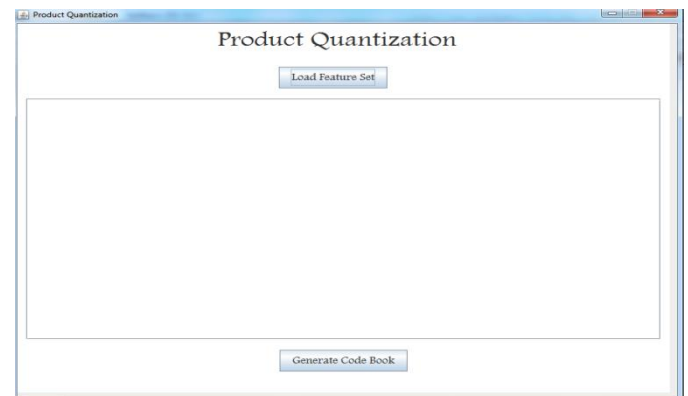 Product Quantization
Product Quantization
Load Feature Set
Generate Code Book